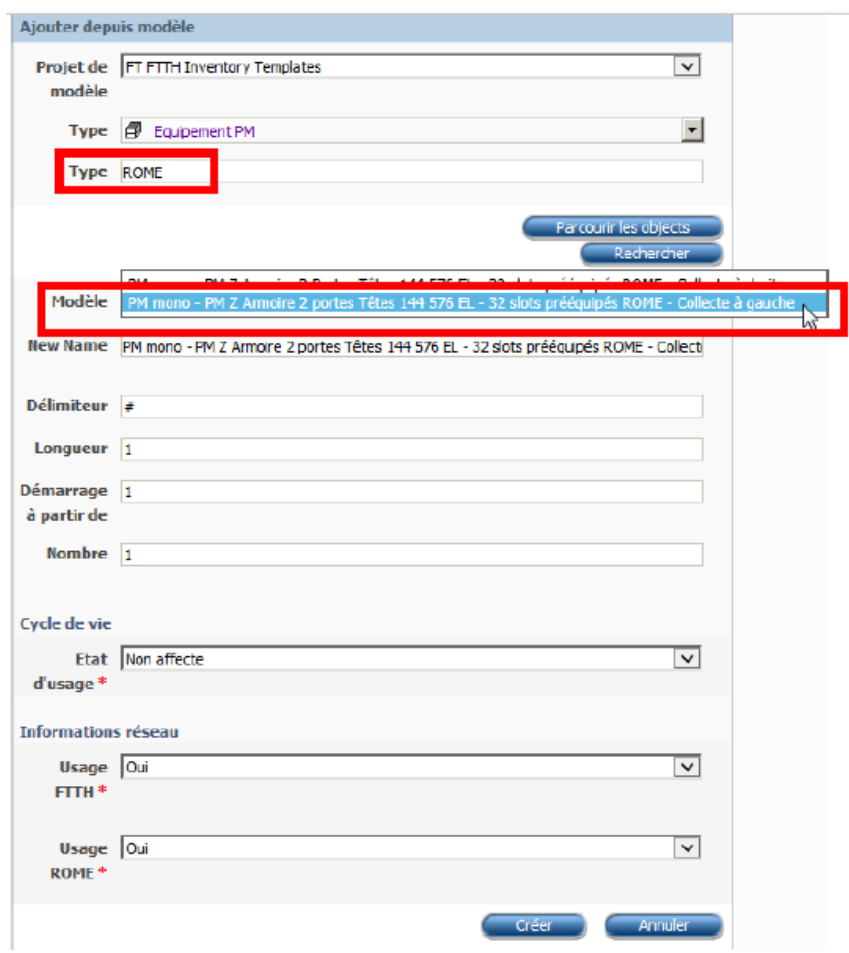 Ajouter depuis modèle
Projet de modèle FT FTTH Inventory Templates
Type Equipement PM
Type ROME
Parcourir les objects
Rechercher
Modèle PM mono - PM Z Armoire 2 portes Têtes 144 576 EL - 32 slots prééquipés ROME - Collecte à gauche
New Name PM mono - PM Z Armoire 2 portes Têtes 144 576 EL - 32 slots prééquipés ROME - Collecti
Délimiteur #
Longueur 1
Démarrage à partir de 1
Nombre 1
Cycle de vie
Etat d'usage * Non affecte
Informations réseau
Usage FTTH * Oui
Usage ROME * Oui
Créer Annuler